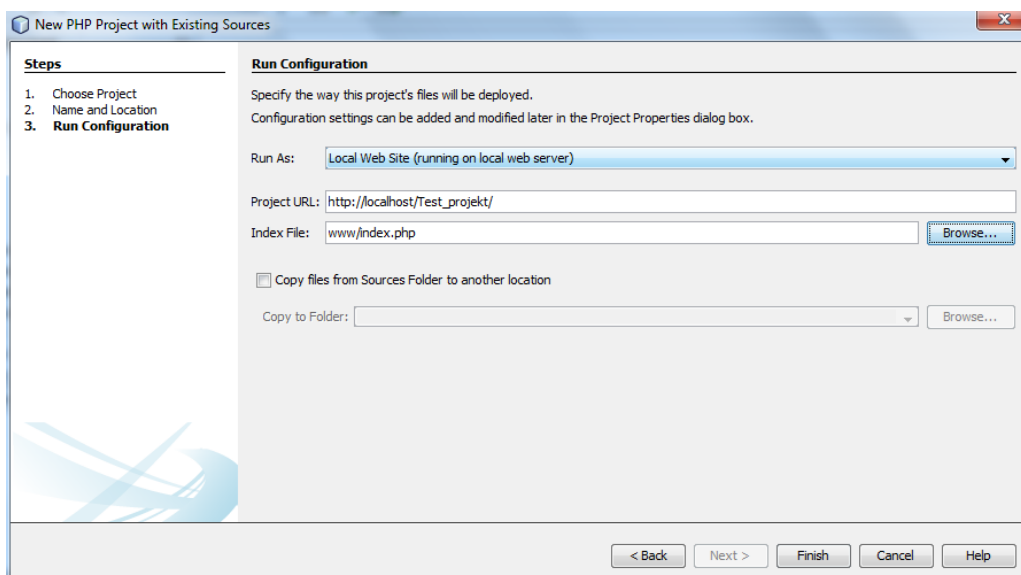 New PHP Project with Existing Sources
Steps
1. Choose Project
2. Name and Location
3. Run Configuration
Run Configuration
Specify the way this project's files will be deployed.
Configuration settings can be added and modified later in the Project Properties dialog box.
Run As: Local Web Site (running on local web server)
Project URL: http://localhost/Test_projekt/
Index File: www/index.php Browse...
Copy files from Sources Folder to another location
Copy to Folder: Browse...
< Back Next > Finish Cancel Help